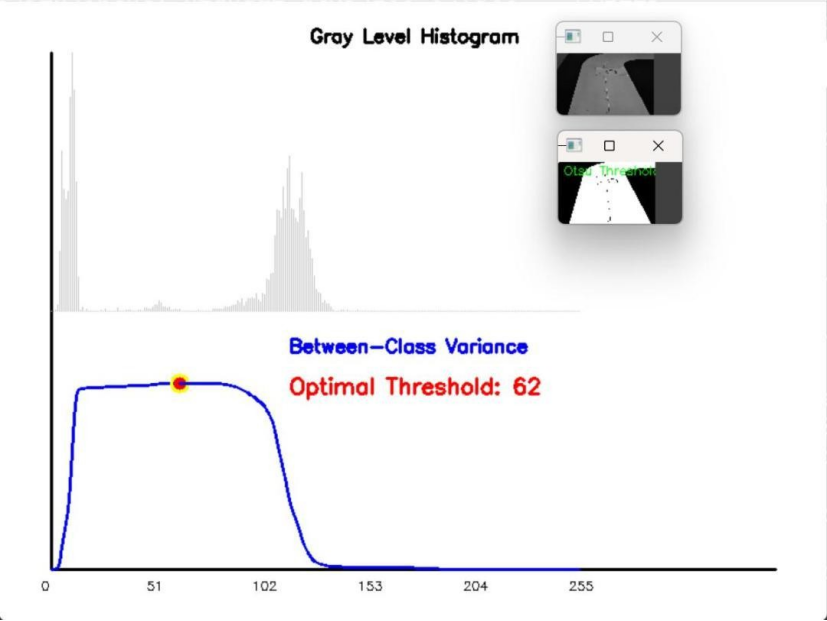 Gray Level Histogram
Otsu Threshold
Between-Class Variance
Optimal Threshold: 62
0 51 102 153 204 255